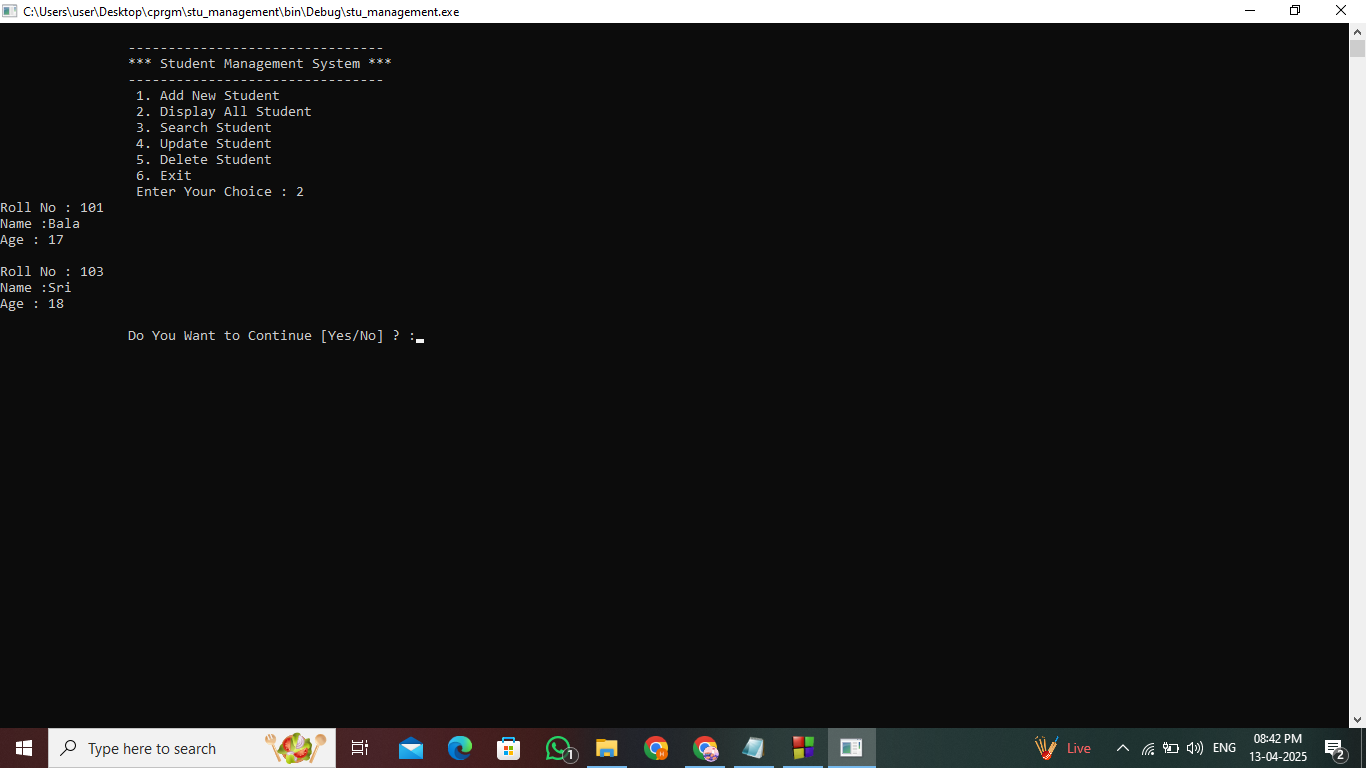 C:\Users\user\Desktop\cprgm\stu_management\bin\Debug\stu_management.exe
--------------------------------
*** Student Management System ***
--------------------------------
1. Add New Student
2. Display All Student
3. Search Student
4. Update Student
5. Delete Student
6. Exit
Enter Your Choice : 2
Roll No : 101
Name :Bala
Age : 17
Roll No : 103
Name :Sri
Age : 18
Do You Want to Continue [Yes/No] ? :
Type here to search
1
H
Live
ENG
08:42 PM
13-04-2025
2